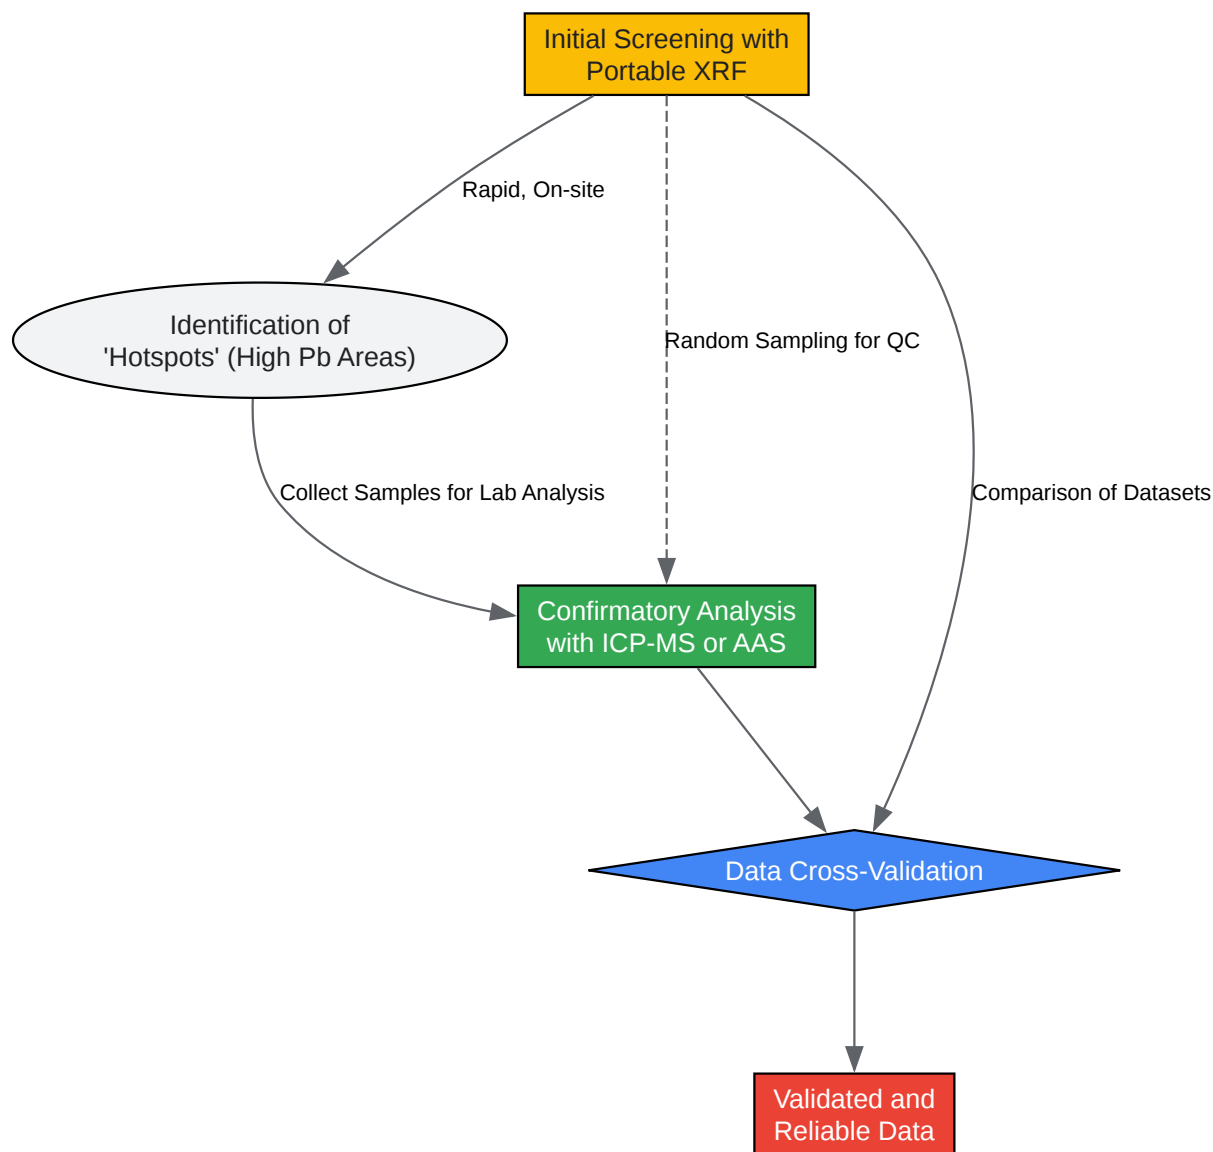 Initial Screening with
Portable XRF
Rapid, On-site
Identification of
'Hotspots' (High Pb Areas)
Random Sampling for QC
Collect Samples for Lab Analysis
Comparison of Datasets
Confirmatory Analysis
with ICP-MS or AAS
Data Cross-Validation
Validated and
Reliable Data